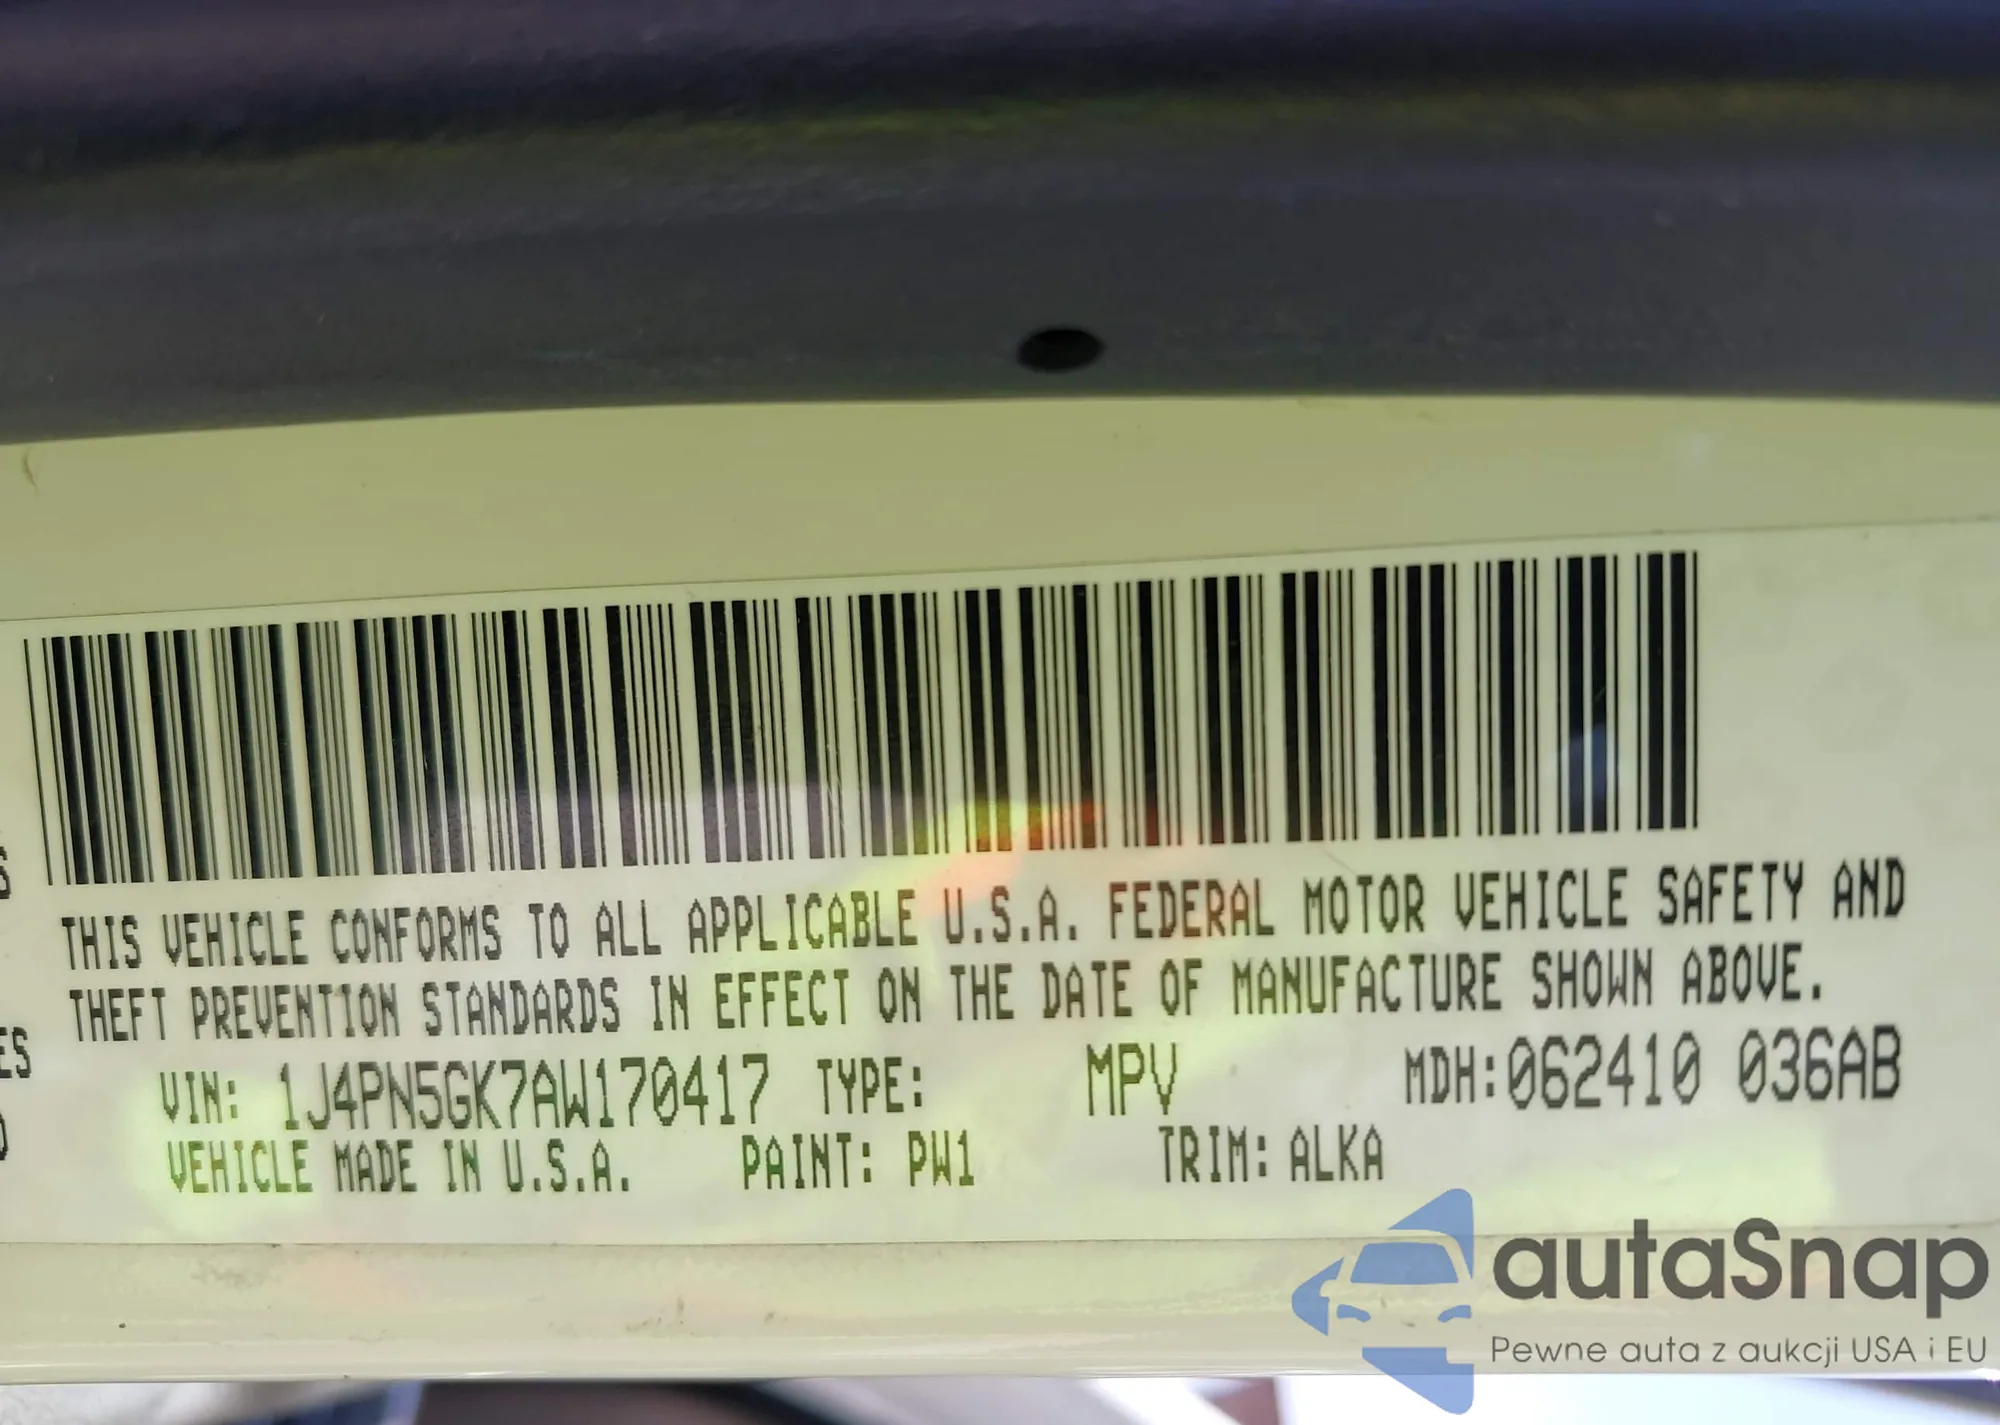 THIS VEHICLE CONFORMS TO ALL APPLICABLE U.S.A. FEDERAL MOTOR VEHICLE SAFETY AND
THEFT PREVENTION STANDARDS IN EFFECT ON THE DATE OF MANUFACTURE SHOWN ABOVE.
VIN: 1J4PN5GK7AW170417 TYPE: MPV MDH:062410 036AB
VEHICLE MADE IN U.S.A. PAINT: PW1 TRIM: ALKA
autaSnap
Pewne auta z aukcji USA i EU